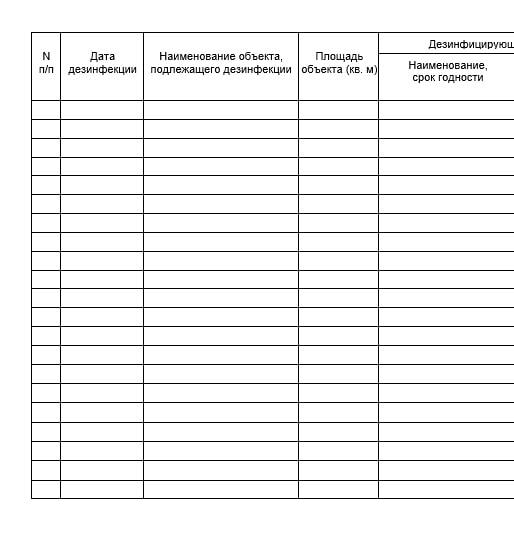 N
п/п
Дата
дезинфекции
Наименование объекта,
подлежащего дезинфекции
Площадь
объекта (кв. м)
Дезинфицирующ
Наименование,
срок годности